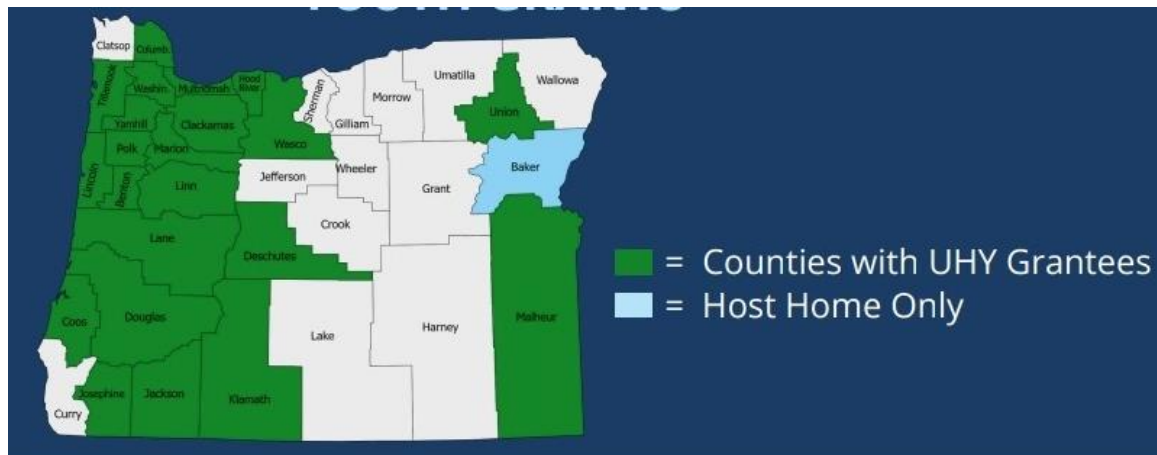 YOUTH GRANTS
Clatsop
Columb.
Tillamook
Washin.
Multnomah
Hood
River
Sherman
Gilliam
Morrow
Umatilla
Union
Wallowa
Yamhill
Clackamas
Wasco
Polk
Marion
Lincoln
Benton
Linn
Jefferson
Wheeler
Grant
Baker
Crook
Lane
Deschutes
Coos
Douglas
Lake
Harney
Malheur
Curry
Josephine
Jackson
Klamath
= Counties with UHY Grantees
= Host Home Only